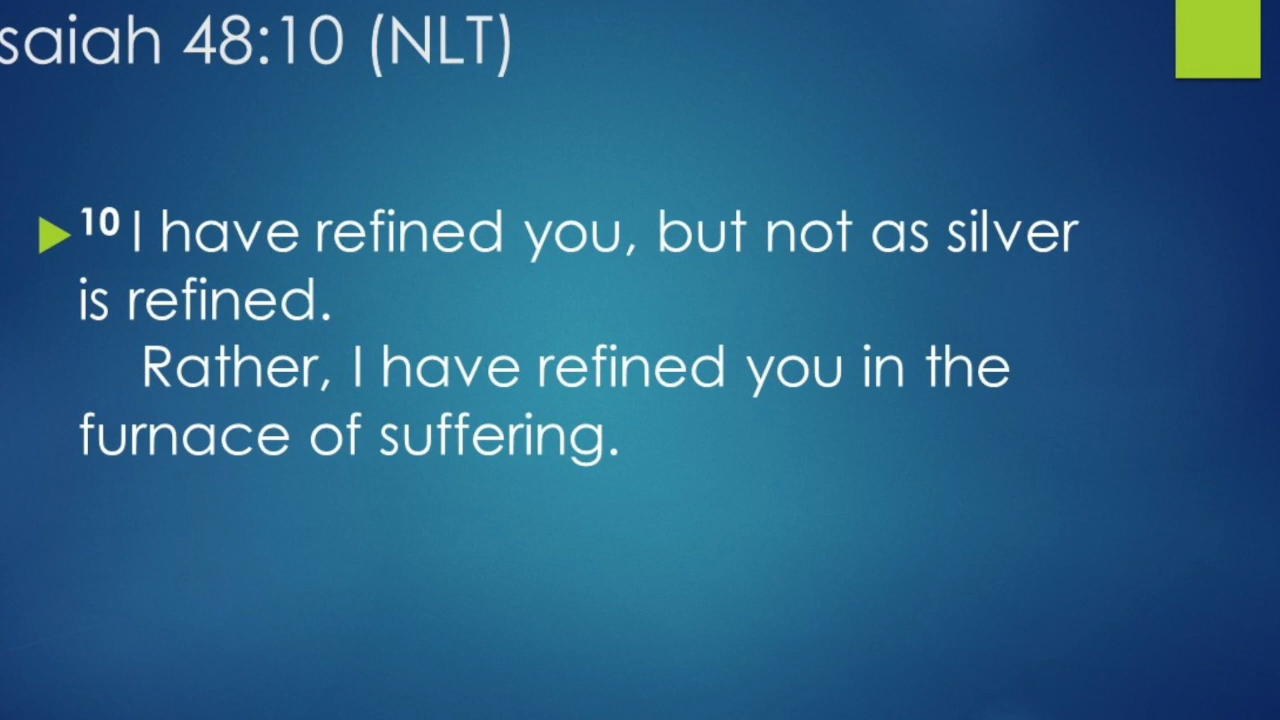 saiah 48:10 (NLT)
10 I have refined you, but not as silver
is refined.
Rather, I have refined you in the
furnace of suffering.